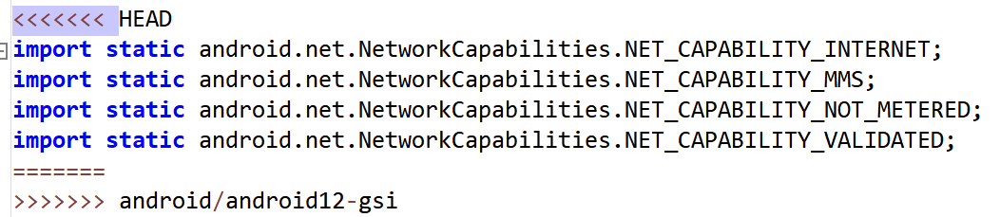 <<<<<<< HEAD
import static android.net.NetworkCapabilities.NET_CAPABILITY_INTERNET;
import static android.net.NetworkCapabilities.NET_CAPABILITY_MMS;
import static android.net.NetworkCapabilities.NET_CAPABILITY_NOT_METERED;
import static android.net.NetworkCapabilities.NET_CAPABILITY_VALIDATED;
=======
>>>>>>> android/android12-gsi